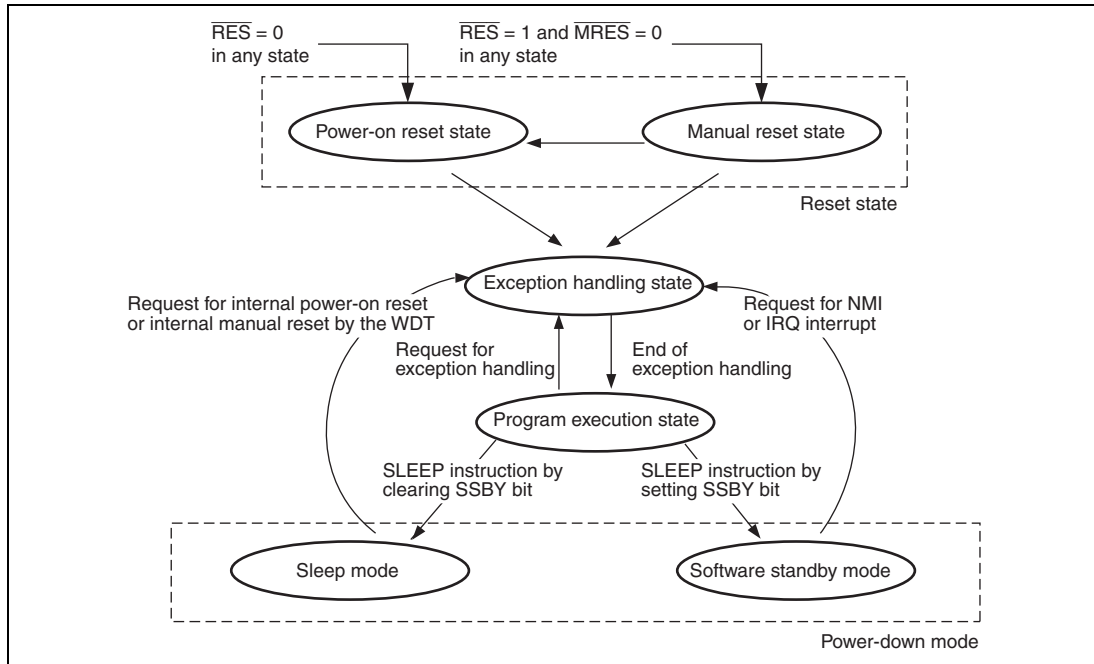 R̅E̅S̅ = 0
in any state
R̅E̅S̅ = 1 and M̅R̅E̅S̅ = 0
in any state
Power-on reset state
Manual reset state
Reset state
Exception handling state
Request for internal power-on reset
or internal manual reset by the WDT
Request for NMI
or IRQ interrupt
Request for
exception handling
End of
exception handling
Program execution state
SLEEP instruction by
clearing SSBY bit
SLEEP instruction by
setting SSBY bit
Sleep mode
Software standby mode
Power-down mode